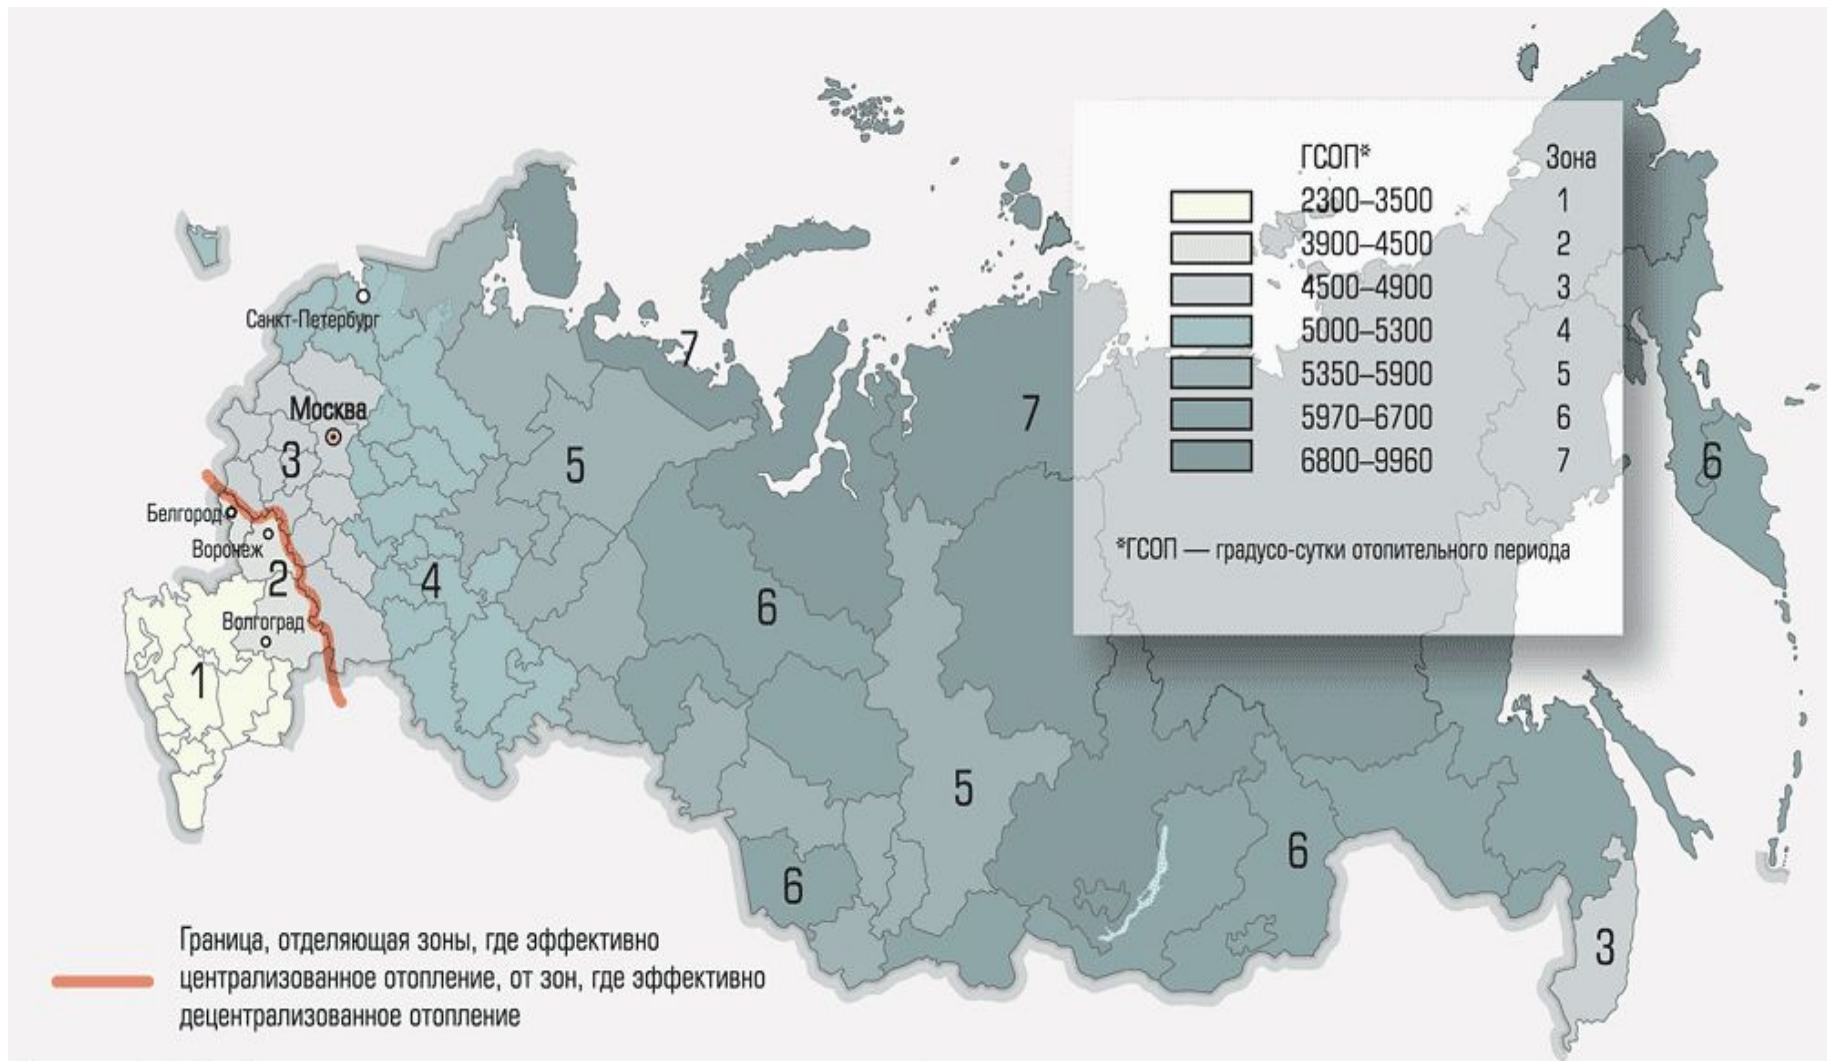 ГСОП* Зона
2300–3500 1
3900–4500 2
4500–4900 3
5000–5300 4
5350–5900 5
5970–6700 6
6800–9960 7
*ГСОП — градусо-сутки отопительного периода
Санкт-Петербург
7
Москва
7
3
5
6
Белгород
Воронеж
2
4
6
Волгоград
1
5
6
6
3
Граница, отделяющая зоны, где эффективно
централизованное отопление, от зон, где эффективно
децентрализованное отопление